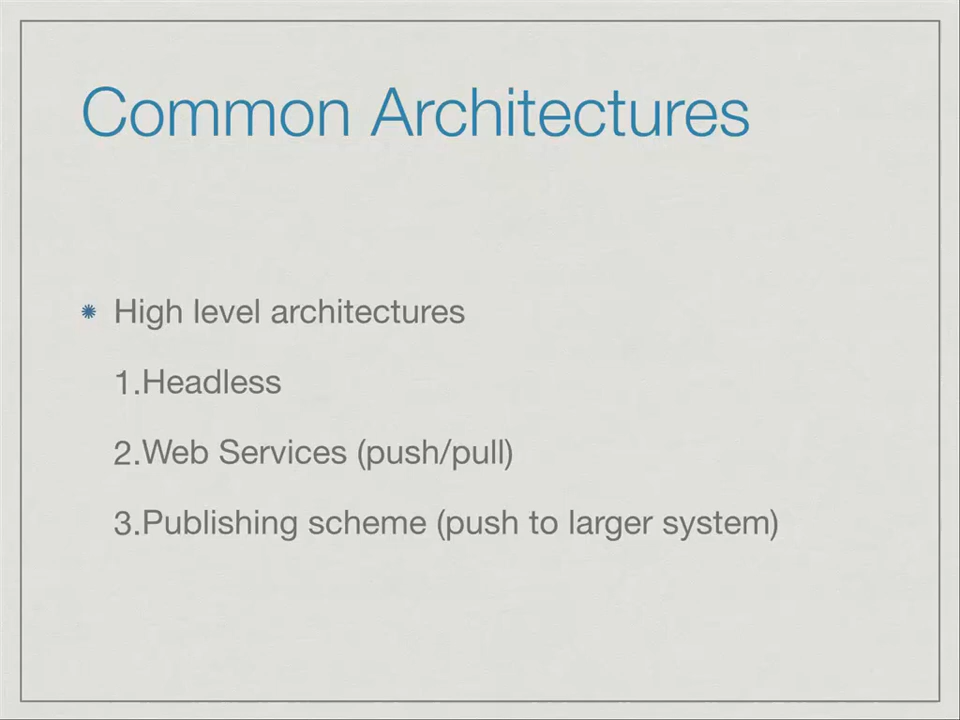 Common Architectures
High level architectures
1.Headless
2.Web Services (push/pull)
3.Publishing scheme (push to larger system)